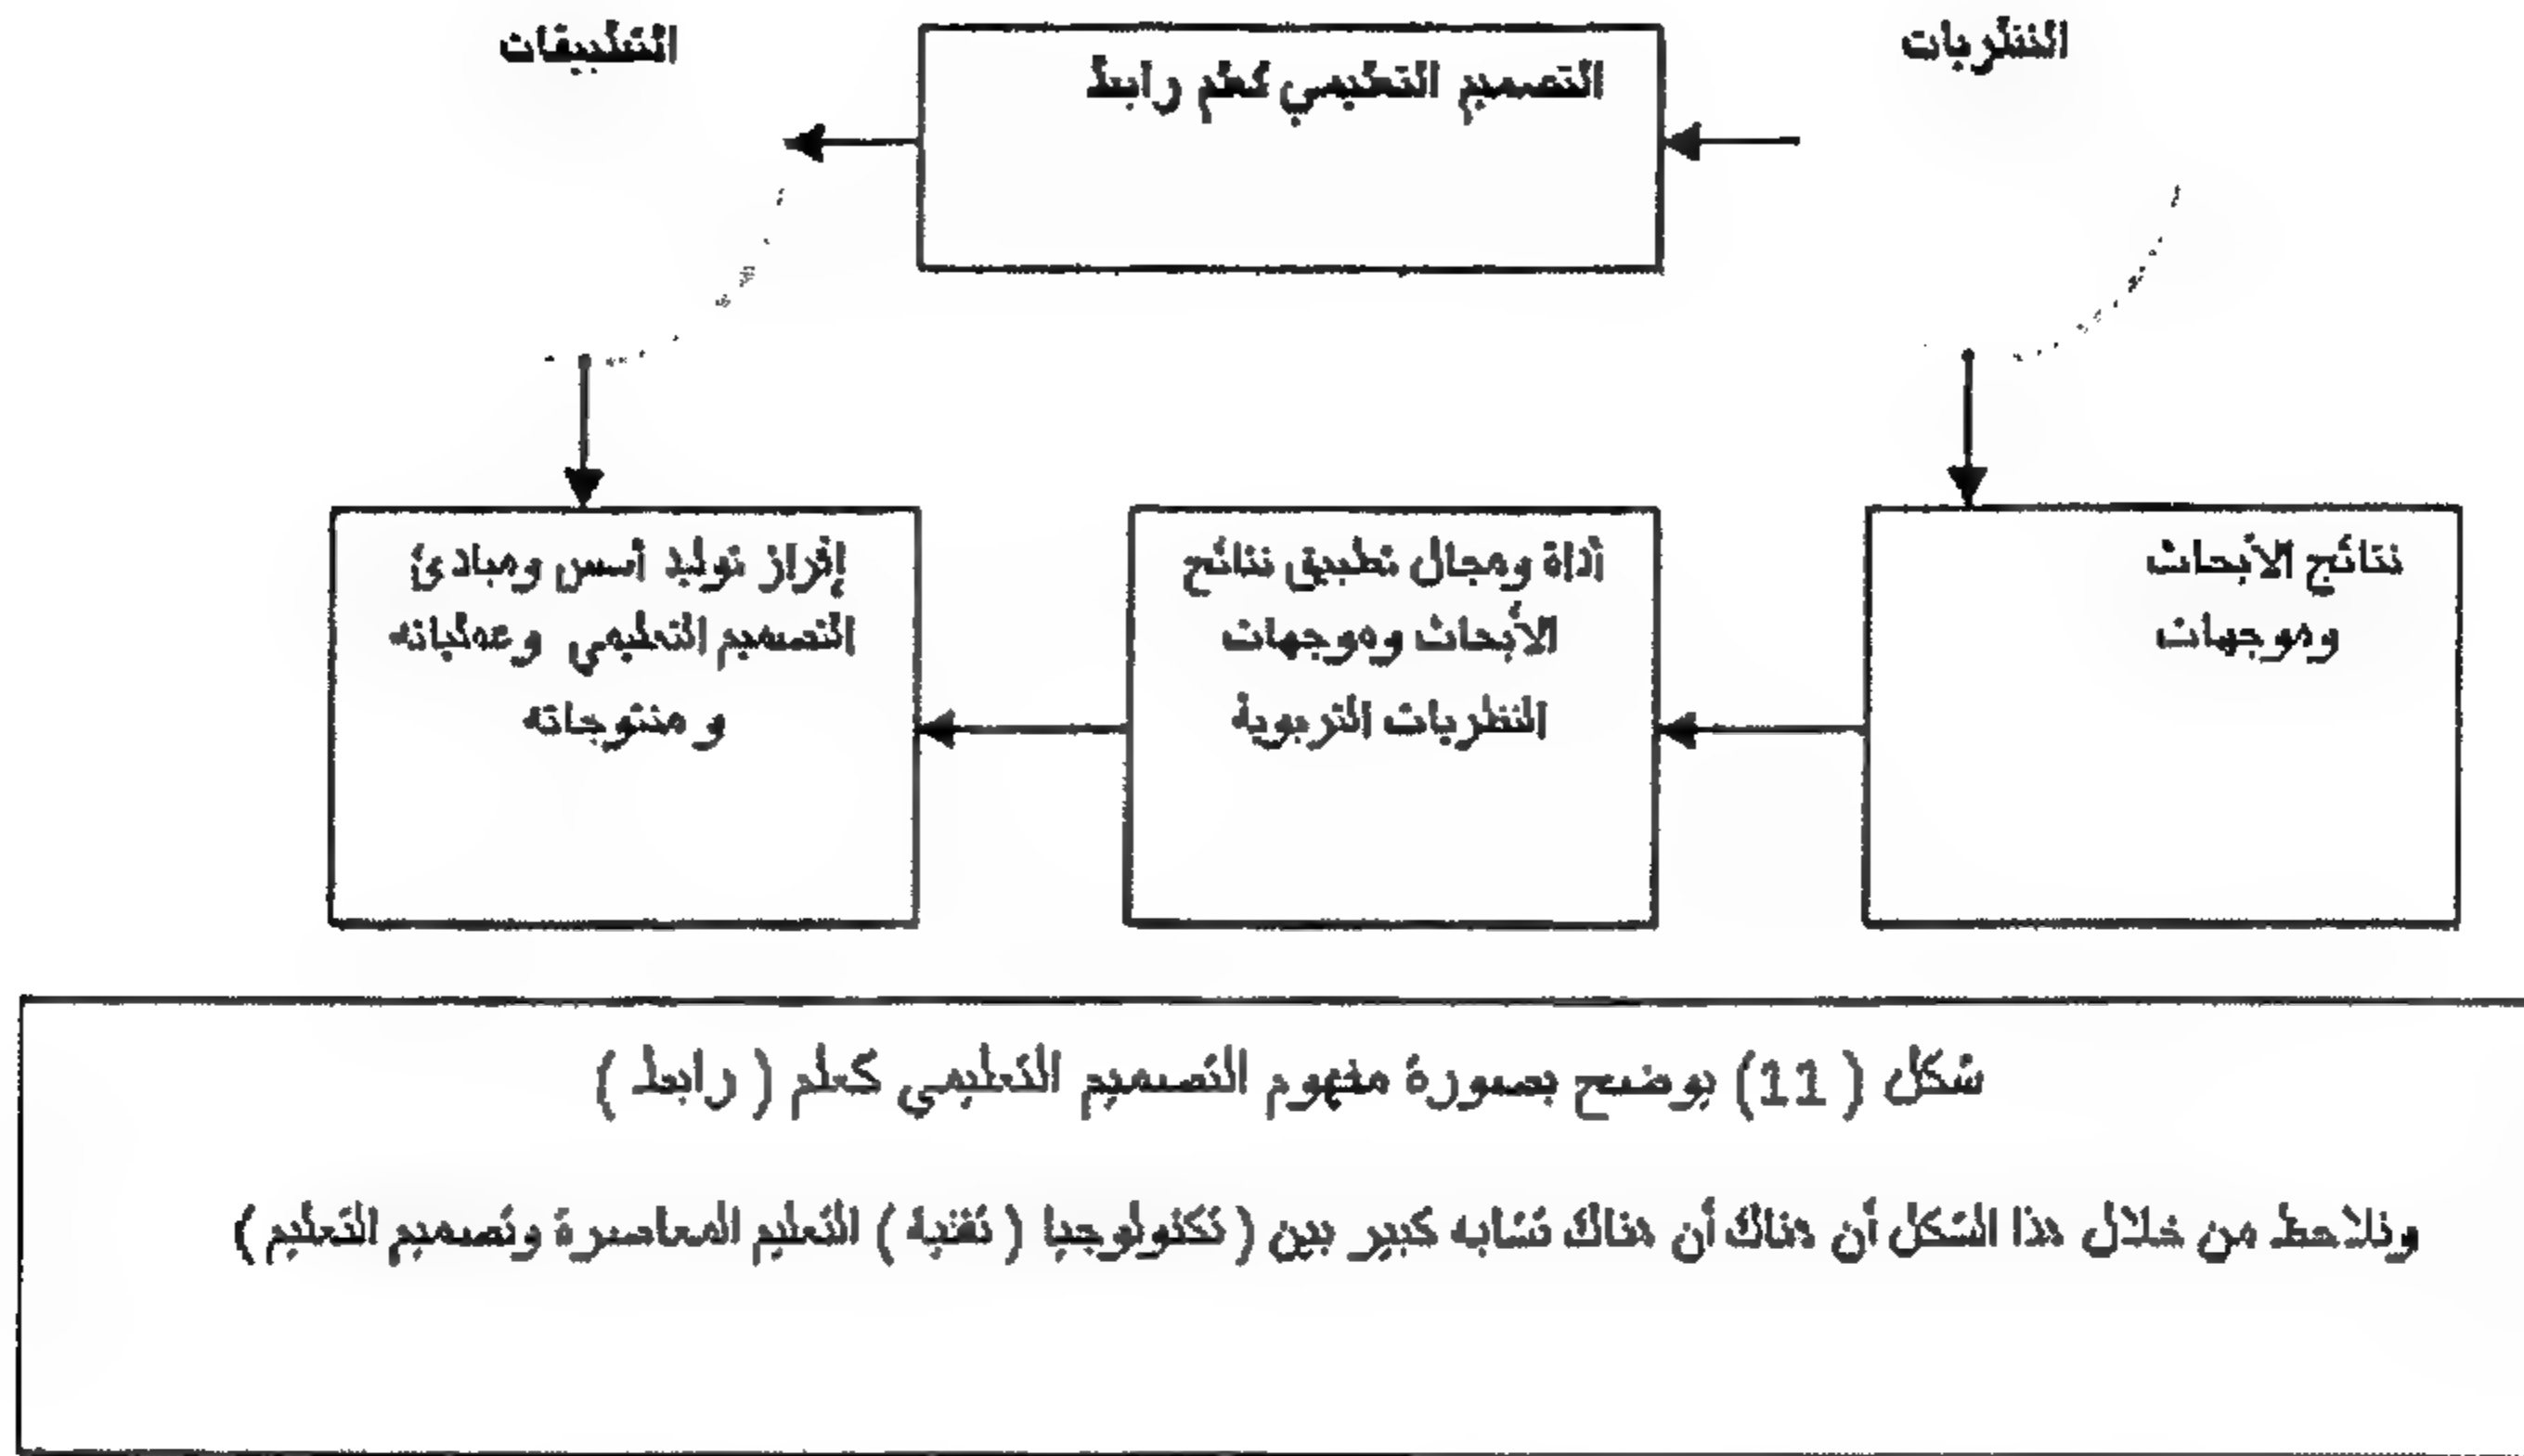 النظريات
التصميم التعليمي كعلم رابط
التطبيقات
نتائج الأبحاث
وموجهات
أداة ومجال تطبيق نتائج
الأبحاث وموجهات
النظريات التربوية
إفراز توليد أسس ومبادئ
التصميم التعليمي وعملياته
و منتوجاته
شكل ( 11 ) يوضح بصورة مفهوم التصميم التعليمي كعلم ( رابط )
ونلاحظ من خلال هذا الشكل أن هناك أن هناك تشابه كبير بين ( تكنولوجيا ( تقنية ) التعليم المعاصرة وتصميم التعليم )